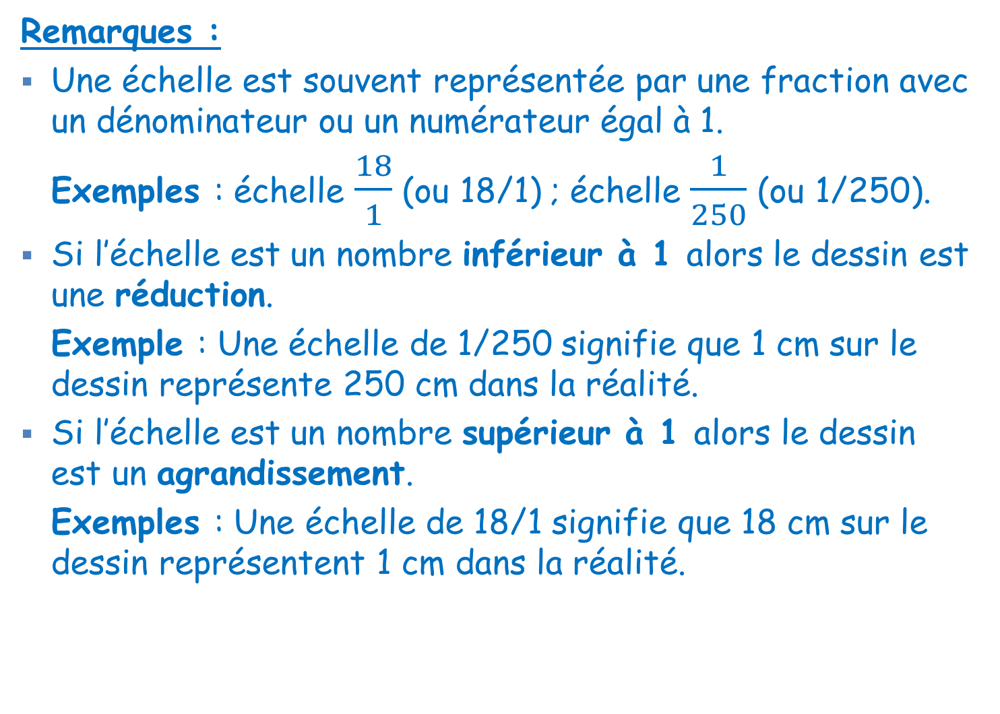 Remarques :
▪ Une échelle est souvent représentée par une fraction avec
un dénominateur ou un numérateur égal à 1.
Exemples : échelle 18/1 (ou 18/1) ; échelle 1/250 (ou 1/250).
▪ Si l'échelle est un nombre inférieur à 1 alors le dessin est
une réduction.
Exemple : Une échelle de 1/250 signifie que 1 cm sur le
dessin représente 250 cm dans la réalité.
▪ Si l'échelle est un nombre supérieur à 1 alors le dessin
est un agrandissement.
Exemples : Une échelle de 18/1 signifie que 18 cm sur le
dessin représentent 1 cm dans la réalité.